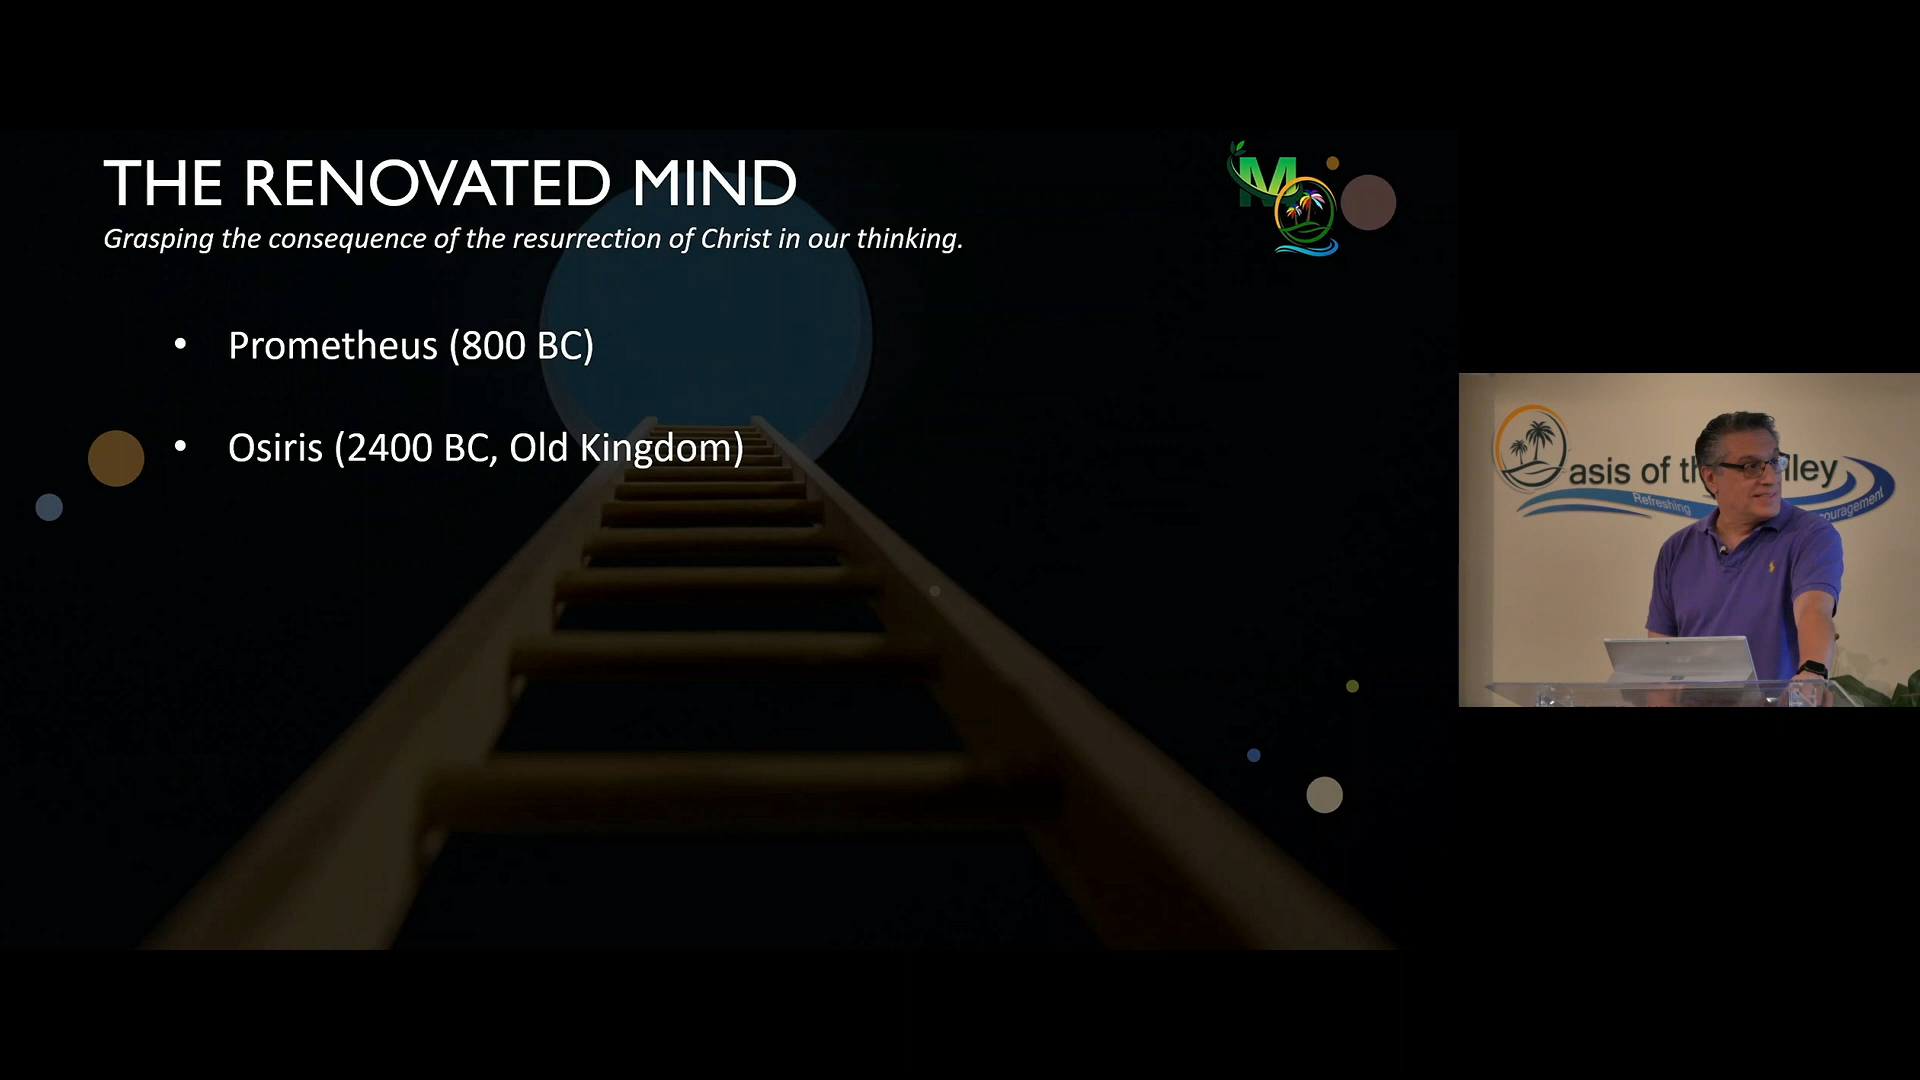 THE RENOVATED MIND
Grasping the consequence of the resurrection of Christ in our thinking.
M
• Prometheus (800 BC)
• Osiris (2400 BC, Old Kingdom)
asis of th lley
Refreshing couragement